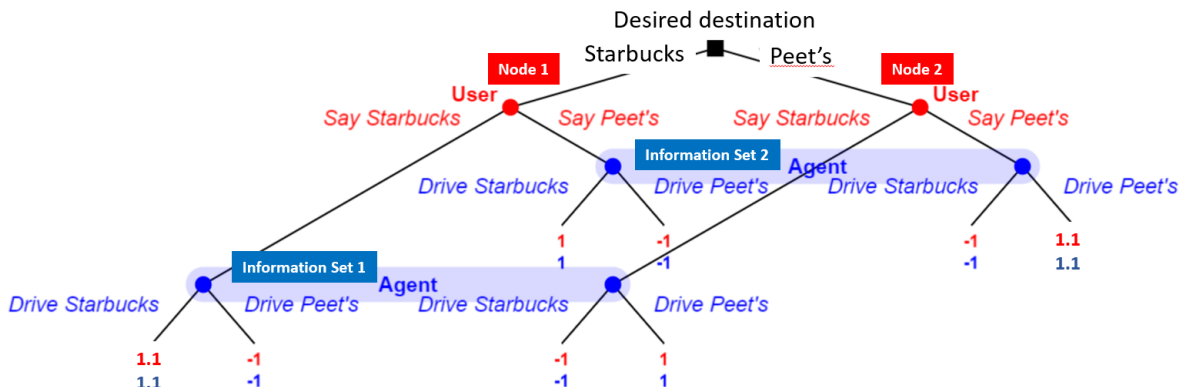 Desired destination
Starbucks Peet's
Node 1 Node 2
User User
Say Starbucks Say Peet's Say Starbucks Say Peet's
Information Set 2 Agent
Drive Starbucks Drive Peet's Drive Starbucks Drive Peet's
1 -1 -1 1.1
1 -1 -1 1.1
Information Set 1 Agent
Drive Starbucks Drive Peet's Drive Starbucks Drive Peet's
1.1 -1 -1 1
1.1 -1 -1 1